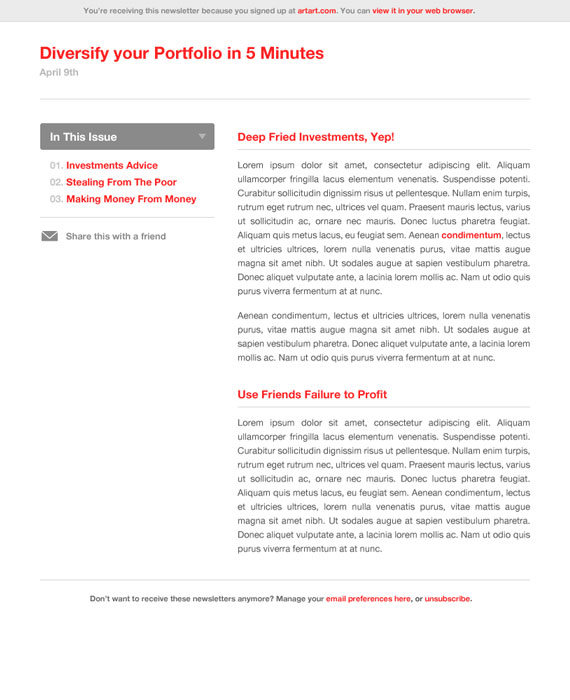 You're receiving this newsletter because you signed up at artart.com. You can view it in your web browser.
Diversify your Portfolio in 5 Minutes
April 9th
In This Issue
01. Investments Advice
02. Stealing From The Poor
03. Making Money From Money
Share this with a friend
Deep Fried Investments, Yep!
Lorem ipsum dolor sit amet, consectetur adipiscing elit. Aliquam
ullamcorper fringilla lacus elementum venenatis. Suspendisse potenti.
Curabitur sollicitudin dignissim risus ut pellentesque. Nullam enim turpis,
rutrum eget rutrum nec, ultrices vel quam. Praesent mauris lectus, varius
ut sollicitudin ac, ornare nec mauris. Donec luctus pharetra feugiat.
Aliquam quis metus lacus, eu feugiat sem. Aenean condimentum, lectus
et ultricies ultrices, lorem nulla venenatis purus, vitae mattis augue
magna sit amet nibh. Ut sodales augue at sapien vestibulum pharetra.
Donec aliquet vulputate ante, a lacinia lorem mollis ac. Nam ut odio quis
purus viverra fermentum at at nunc.
Aenean condimentum, lectus et ultricies ultrices, lorem nulla venenatis
purus, vitae mattis augue magna sit amet nibh. Ut sodales augue at
sapien vestibulum pharetra. Donec aliquet vulputate ante, a lacinia lorem
mollis ac. Nam ut odio quis purus viverra fermentum at at nunc.
Use Friends Failure to Profit
Lorem ipsum dolor sit amet, consectetur adipiscing elit. Aliquam
ullamcorper fringilla lacus elementum venenatis. Suspendisse potenti.
Curabitur sollicitudin dignissim risus ut pellentesque. Nullam enim turpis,
rutrum eget rutrum nec, ultrices vel quam. Praesent mauris lectus, varius
ut sollicitudin ac, ornare nec mauris. Donec luctus pharetra feugiat.
Aliquam quis metus lacus, eu feugiat sem. Aenean condimentum, lectus
et ultricies ultrices, lorem nulla venenatis purus, vitae mattis augue
magna sit amet nibh. Ut sodales augue at sapien vestibulum pharetra.
Donec aliquet vulputate ante, a lacinia lorem mollis ac. Nam ut odio quis
purus viverra fermentum at at nunc.
Don't want to receive these newsletters anymore? Manage your email preferences here, or unsubscribe.